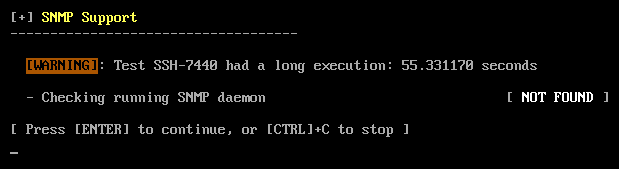 [+] SNMP Support
------------------------------------
[WARNING]: Test SSH-7440 had a long execution: 55.331170 seconds
- Checking running SNMP daemon [ NOT FOUND ]
[ Press [ENTER] to continue, or [CTRL]+C to stop ]
_